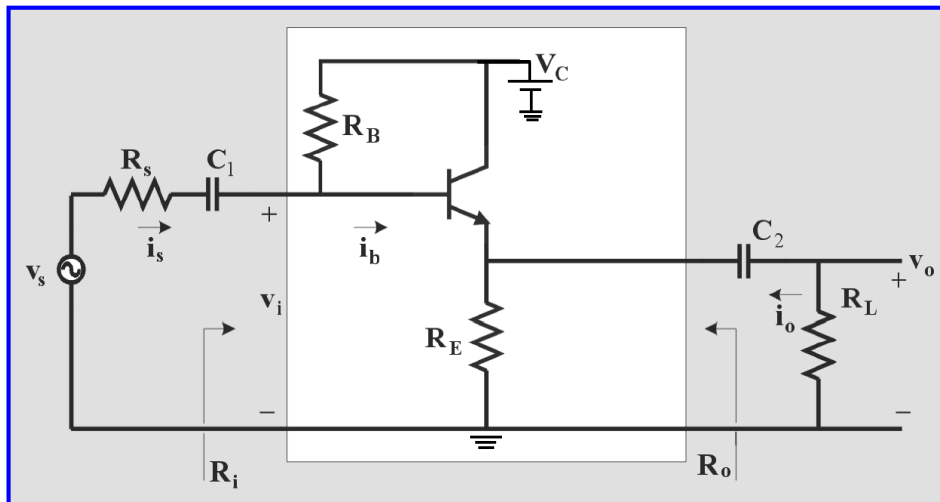 V_C
R_B
R_s
C_1
+
+
i_s
i_b
C_2
v_o
+
v_s
v_i
R_E
i_o
R_L
−
−
R_i
R_o